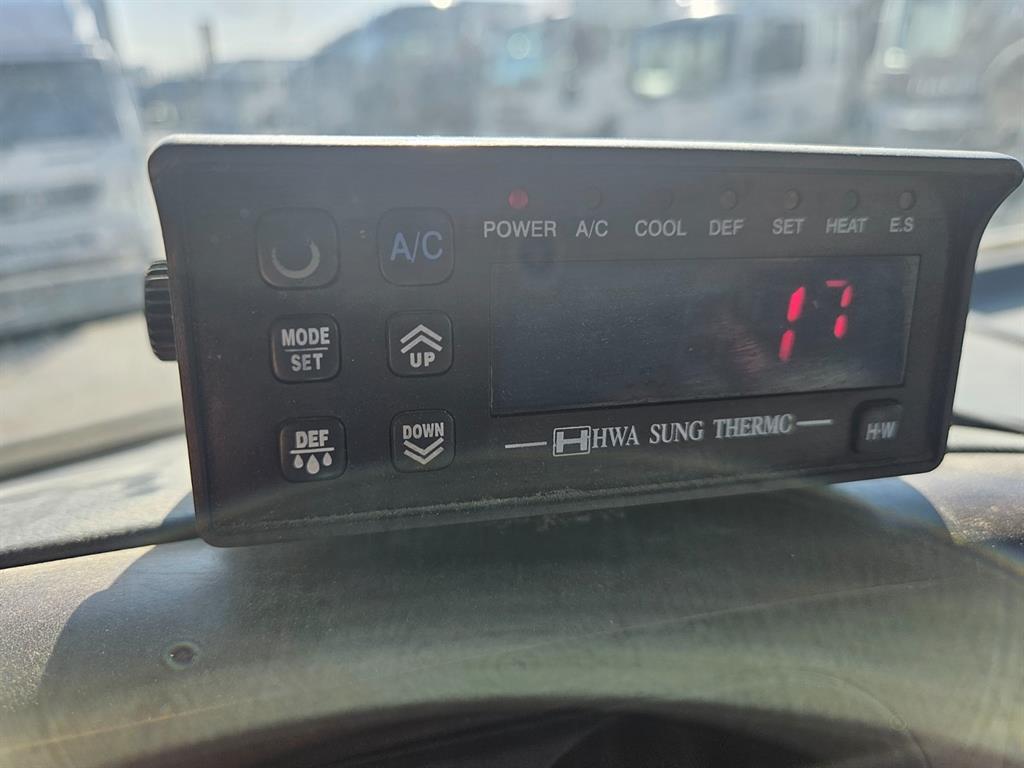 POWER A/C COOL DEF SET HEAT E.S
A/C
17
MODE
SET
UP
HWA SUNG THERMO
H·W
DEF
DOWN